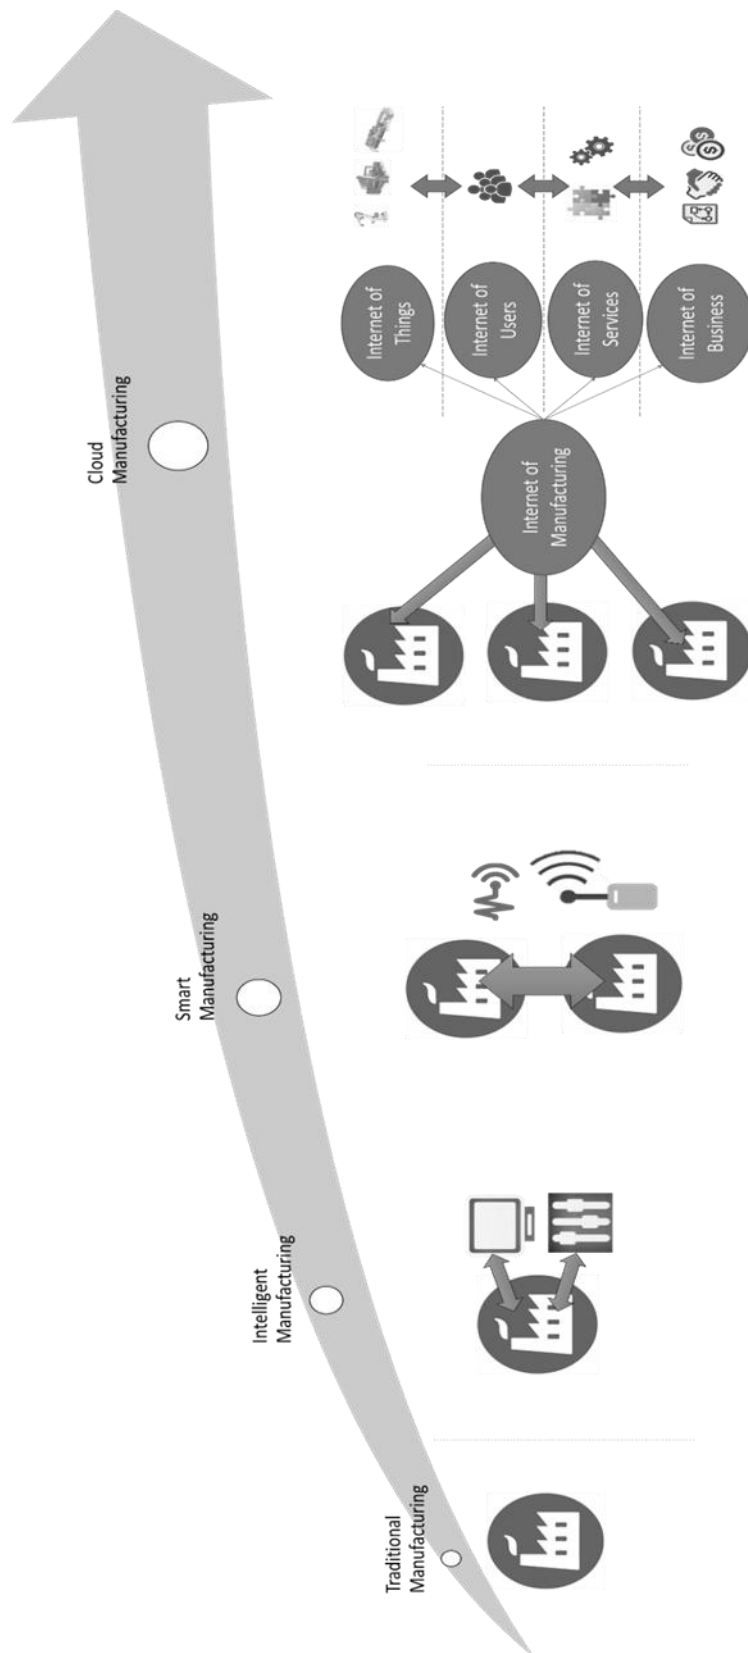 Traditional
Manufacturing
Intelligent
Manufacturing
Smart
Manufacturing
Cloud
Manufacturing
Internet of
Manufacturing
Internet of
Things
Internet of
Users
Internet of
Services
Internet of
Business
$
$